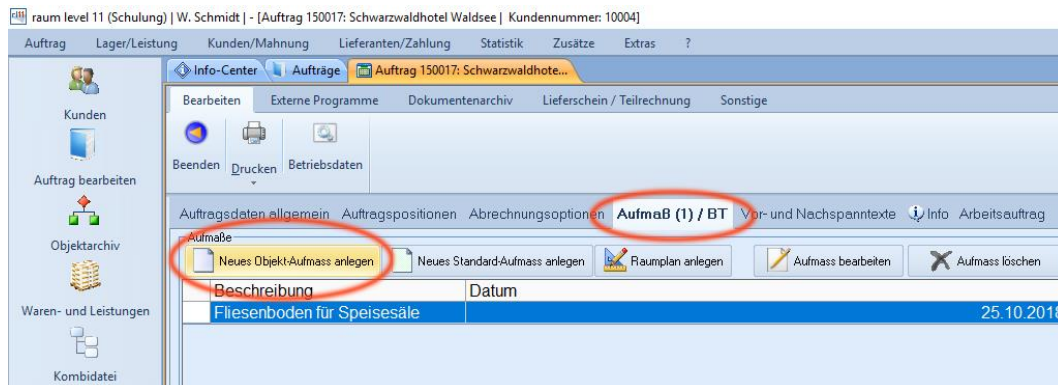 raum level 11 (Schulung) | W. Schmidt | - [Auftrag 150017: Schwarzwaldhotel Waldsee | Kundennummer: 10004]
Auftrag Lager/Leistung Kunden/Mahnung Lieferanten/Zahlung Statistik Zusätze Extras ?
Info-Center Aufträge Auftrag 150017: Schwarzwaldhote...
Bearbeiten Externe Programme Dokumentenarchiv Lieferschein / Teilrechnung Sonstige
Kunden
Beenden Drucken Betriebsdaten
Auftrag bearbeiten
Auftragsdaten allgemein Auftragspositionen Abrechnungsoptionen Aufmaß (1) / BT Vor- und Nachspanntexte Info Arbeitsauftrag
Objektarchiv
Aufmaße
Neues Objekt-Aufmass anlegen Neues Standard-Aufmass anlegen Raumplan anlegen Aufmass bearbeiten Aufmass löschen
Beschreibung Datum
Waren- und Leistungen
Fliesenboden für Speisesäle 25.10.2018
Kombidatei